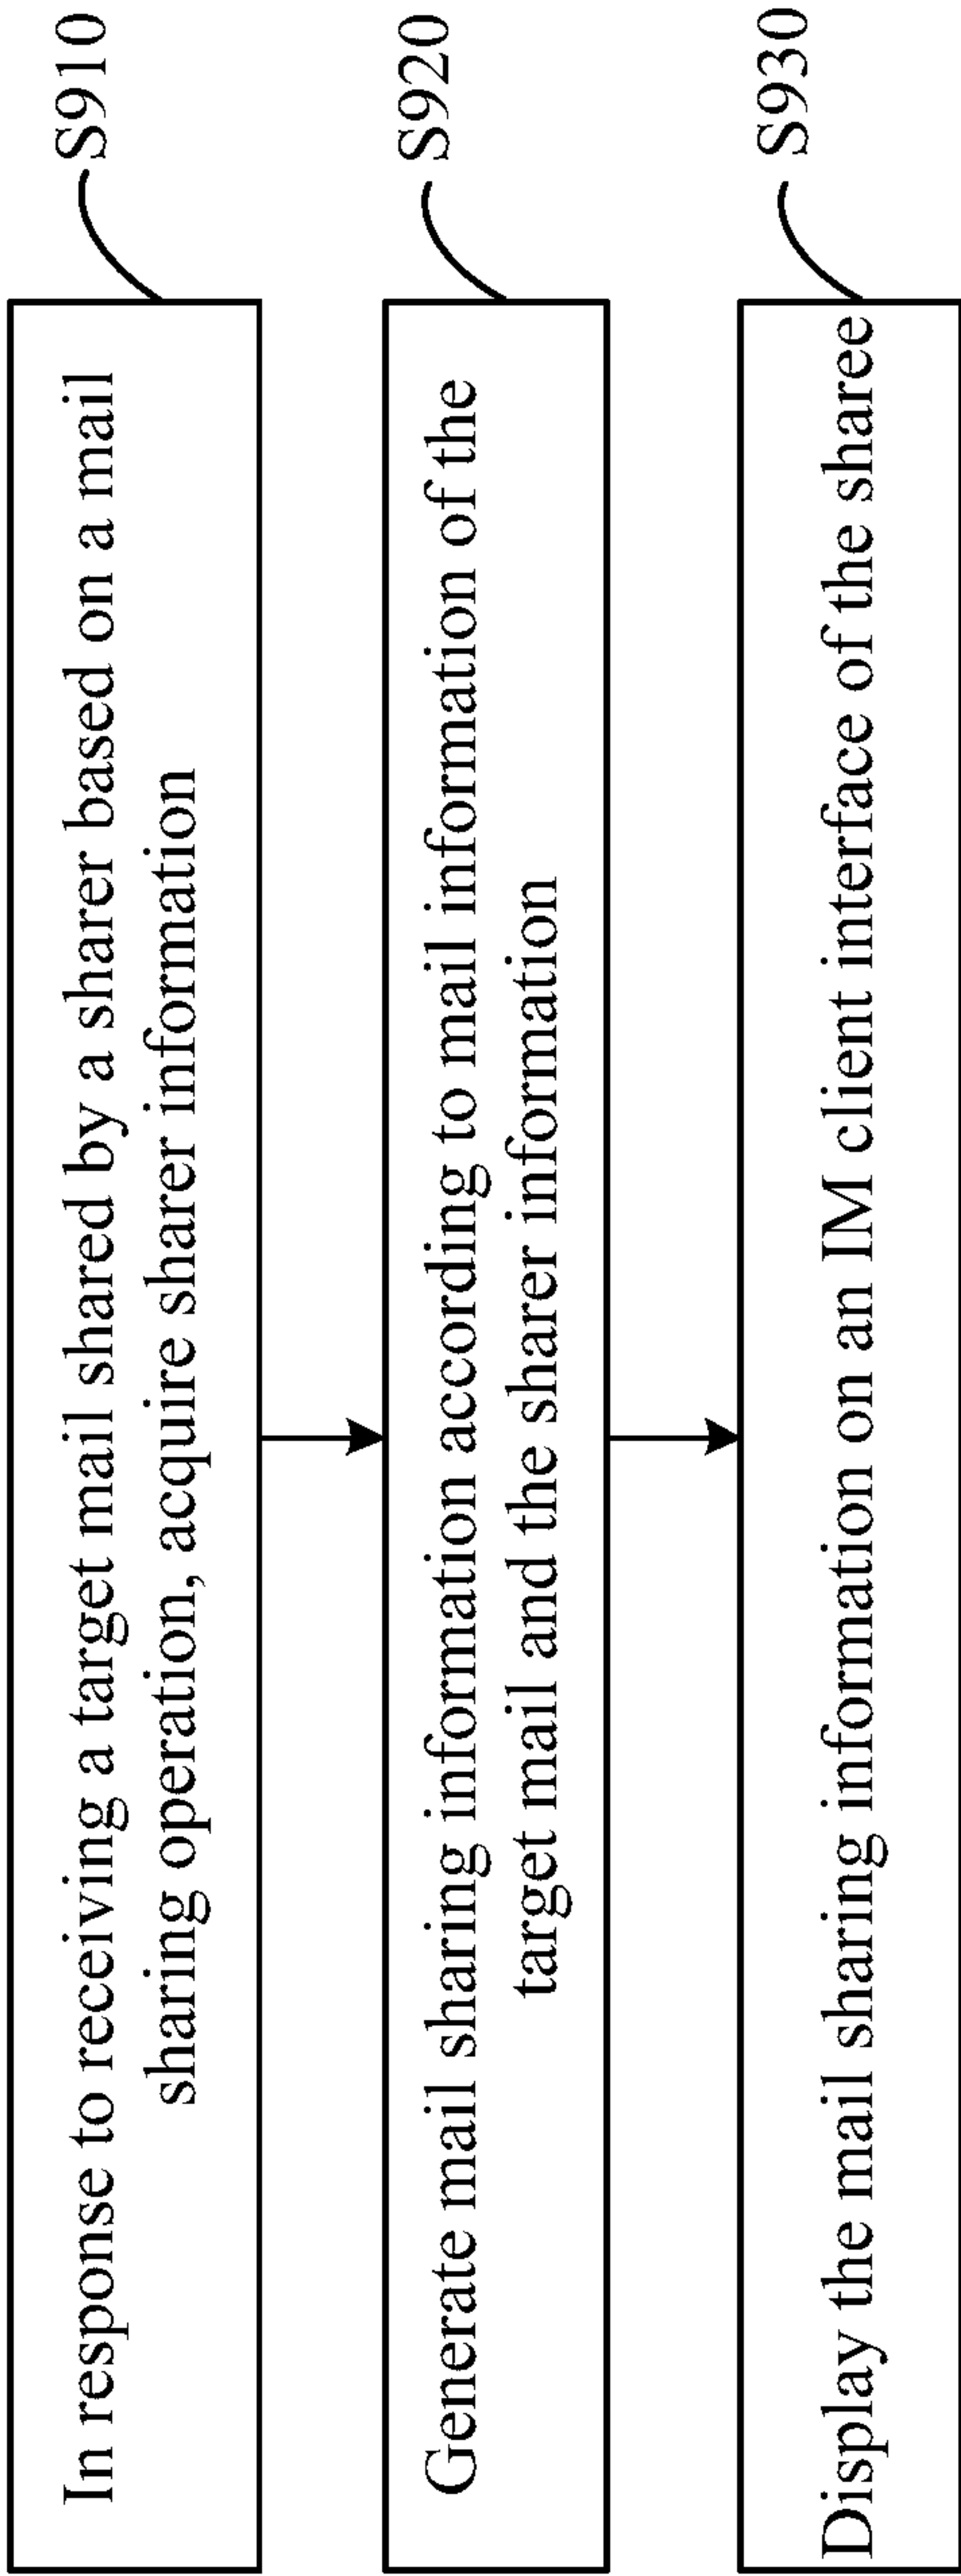 In response to receiving a target mail shared by a sharer based on a mail
sharing operation, acquire sharer information
S910
Generate mail sharing information according to mail information of the
target mail and the sharer information
S920
Display the mail sharing information on an IM client interface of the sharee
S930